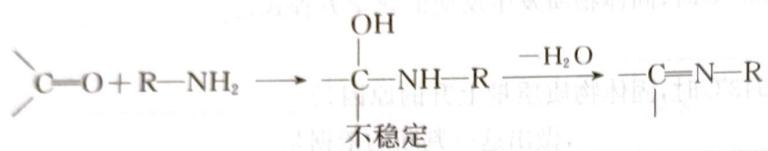 OH
C=O+R—NH₂ ⟶ —C—NH—R —H₂O⟶ —C=N—R
不稳定